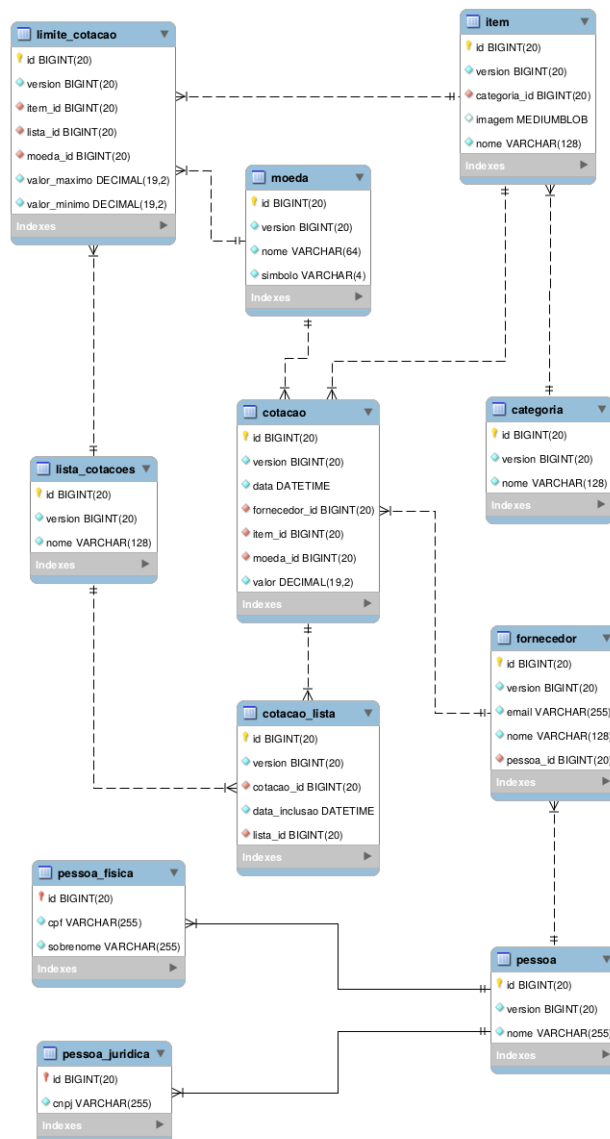 limite_cotacao
id BIGINT(20)
version BIGINT(20)
item_id BIGINT(20)
lista_id BIGINT(20)
moeda_id BIGINT(20)
valor_maximo DECIMAL(19,2)
valor_minimo DECIMAL(19,2)
Indexes
item
id BIGINT(20)
version BIGINT(20)
categoria_id BIGINT(20)
imagem MEDIUMBLOB
nome VARCHAR(128)
Indexes
moeda
id BIGINT(20)
version BIGINT(20)
nome VARCHAR(64)
simbolo VARCHAR(4)
Indexes
cotacao
id BIGINT(20)
version BIGINT(20)
data DATETIME
fornecedor_id BIGINT(20)
item_id BIGINT(20)
moeda_id BIGINT(20)
valor DECIMAL(19,2)
Indexes
categoria
id BIGINT(20)
version BIGINT(20)
nome VARCHAR(128)
Indexes
lista_cotacoes
id BIGINT(20)
version BIGINT(20)
nome VARCHAR(128)
Indexes
fornecedor
id BIGINT(20)
version BIGINT(20)
email VARCHAR(255)
nome VARCHAR(128)
pessoa_id BIGINT(20)
Indexes
cotacao_lista
id BIGINT(20)
version BIGINT(20)
cotacao_id BIGINT(20)
data_inclusao DATETIME
lista_id BIGINT(20)
Indexes
pessoa_fisica
id BIGINT(20)
cpf VARCHAR(255)
sobrenome VARCHAR(255)
Indexes
pessoa
id BIGINT(20)
version BIGINT(20)
nome VARCHAR(255)
Indexes
pessoa_juridica
id BIGINT(20)
cnpj VARCHAR(255)
Indexes